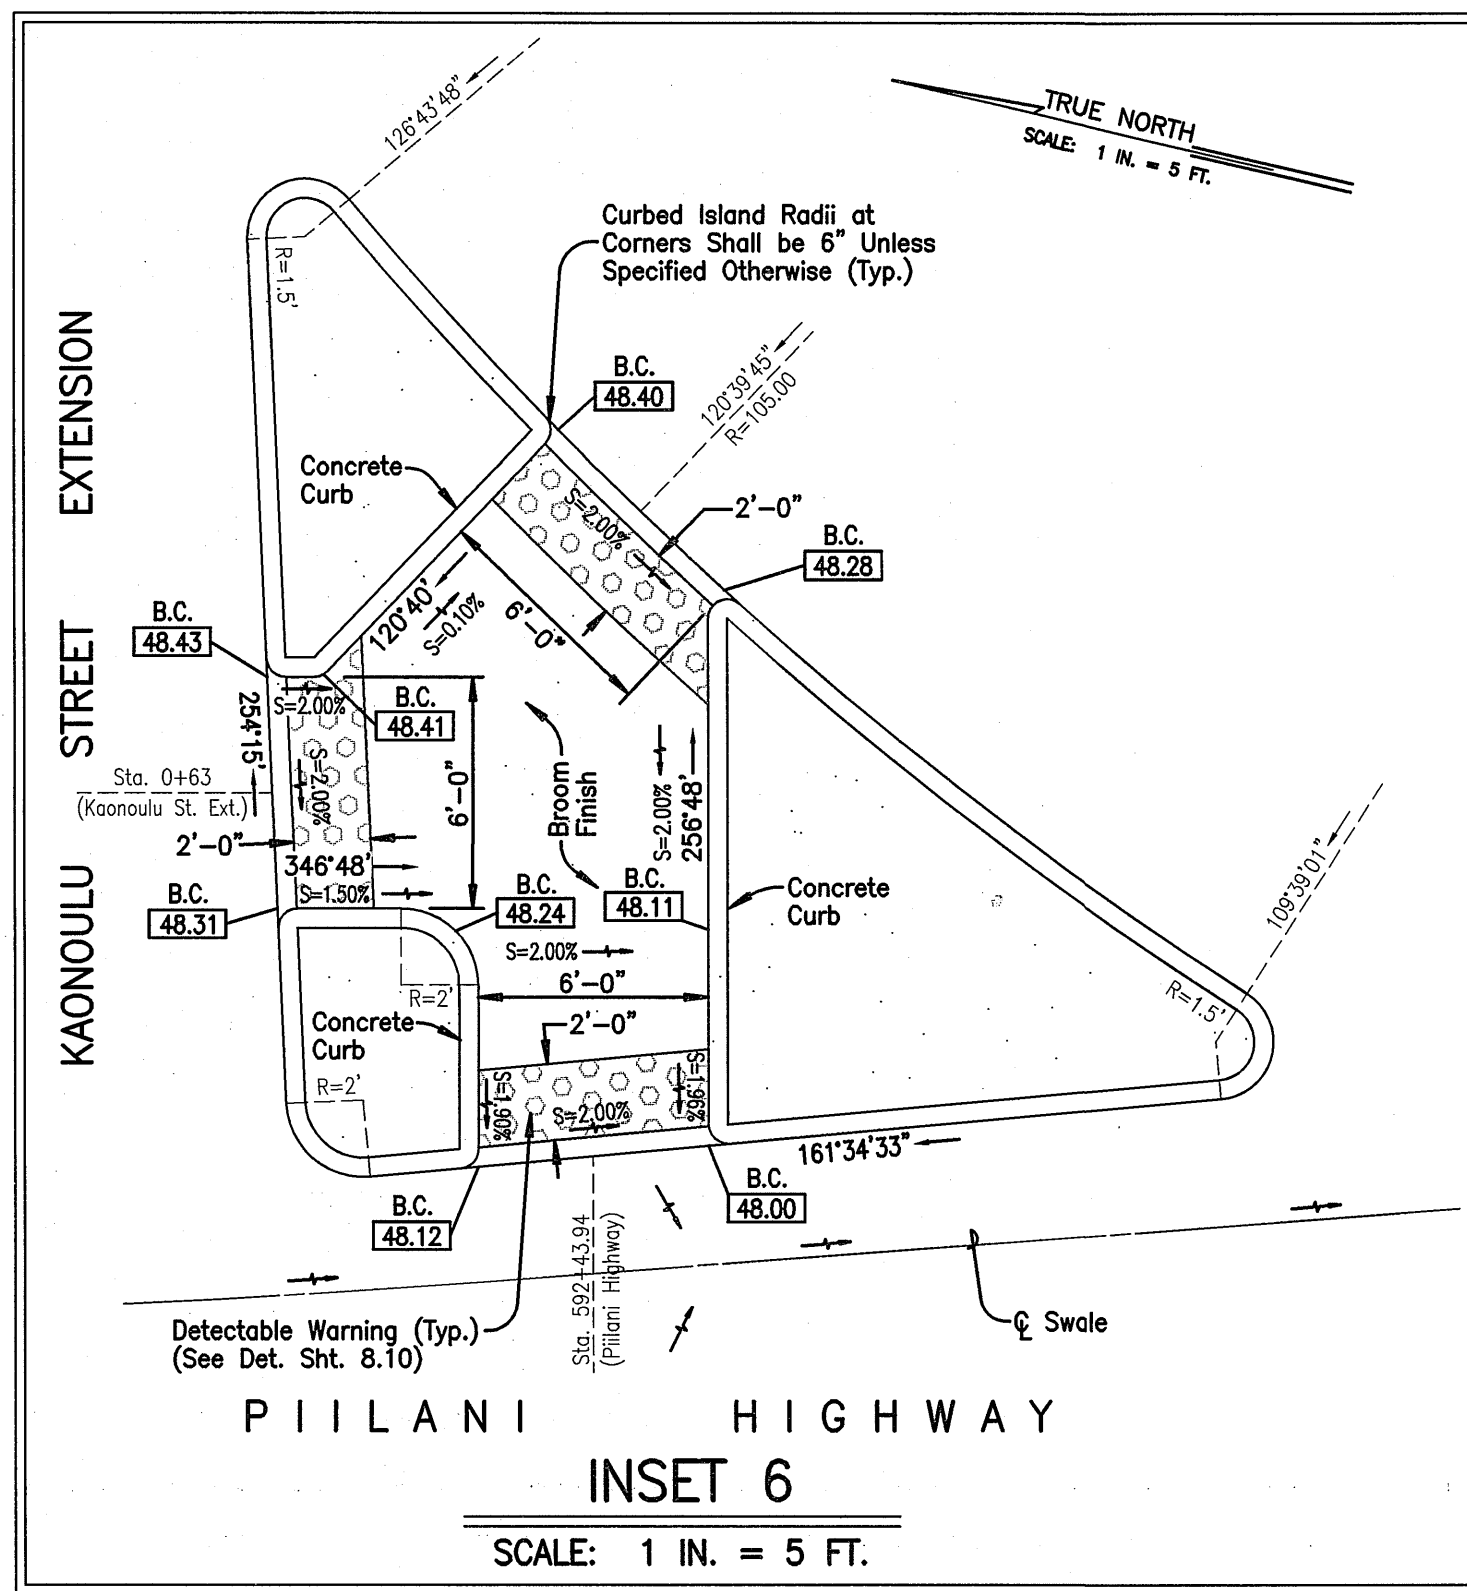 126°43'48"
TRUE NORTH
SCALE: 1 IN. = 5 FT.
R=1.5'
Curbed Island Radii at
Corners Shall be 6" Unless
Specified Otherwise (Typ.)
B.C.
48.40
120°39'45"
R=105.00
Concrete
Curb
S=2.00%
2'-0"
B.C.
48.28
B.C.
48.43
120°40'
S=0.10%
6'-0"
S=2.00%
B.C.
48.41
254°15'
Sta. 0+63
(Kaonoulu St. Ext.)
S=2.00%
6'-0"
Broom
Finish
S=2.00%
256°48'
2'-0"
346°48'
S=1.50%
B.C.
48.31
B.C.
48.24
B.C.
48.11
Concrete
Curb
109°39'01"
S=2.00%
6'-0"
R=2'
R=1.5'
Concrete
Curb
2'-0"
R=2'
S=1.90%
S=2.00%
S=1.96%
161°34'33"
B.C.
48.12
B.C.
48.00
Sta. 592+43.94
(Piilani Highway)
Detectable Warning (Typ.)
(See Det. Sht. 8.10)
℄ Swale
KAONOULU STREET EXTENSION
PIILANI HIGHWAY
INSET 6
SCALE: 1 IN. = 5 FT.